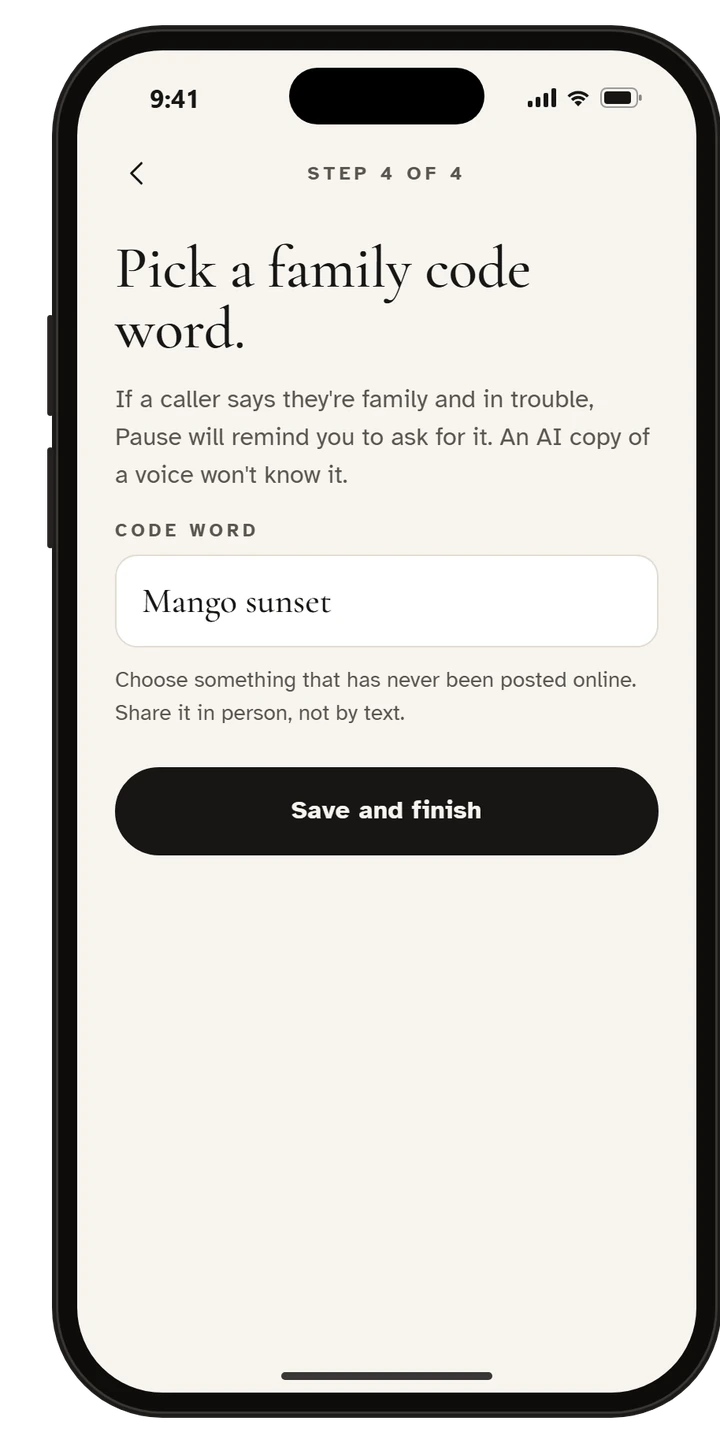 9:41
STEP 4 OF 4
Pick a family code
word.
If a caller says they're family and in trouble,
Pause will remind you to ask for it. An AI copy of
a voice won't know it.
CODE WORD
Mango sunset
Choose something that has never been posted online.
Share it in person, not by text.
Save and finish